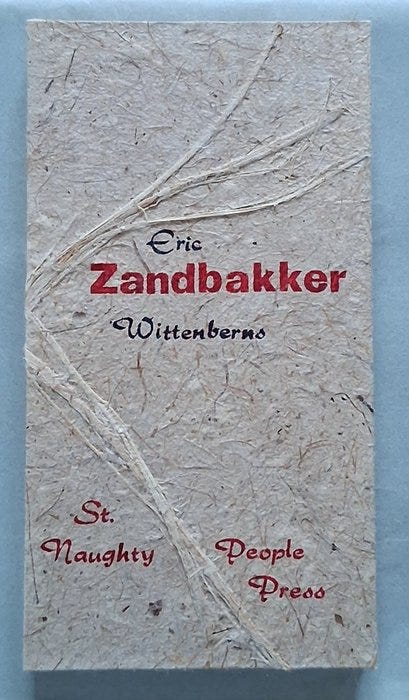 Eric
Zandbakker
Wittenberns
St.
Naughty People
Press